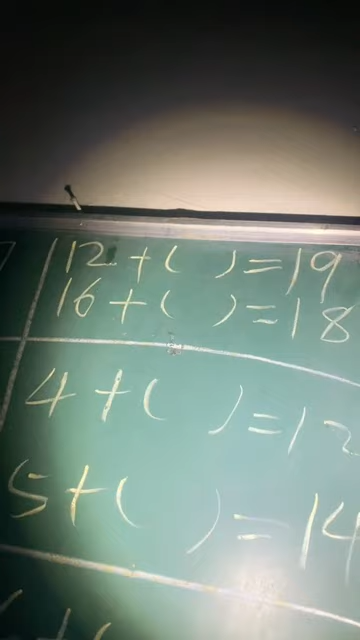 12+( )=19
16+( )=18
4+( )=12
5+( )=14